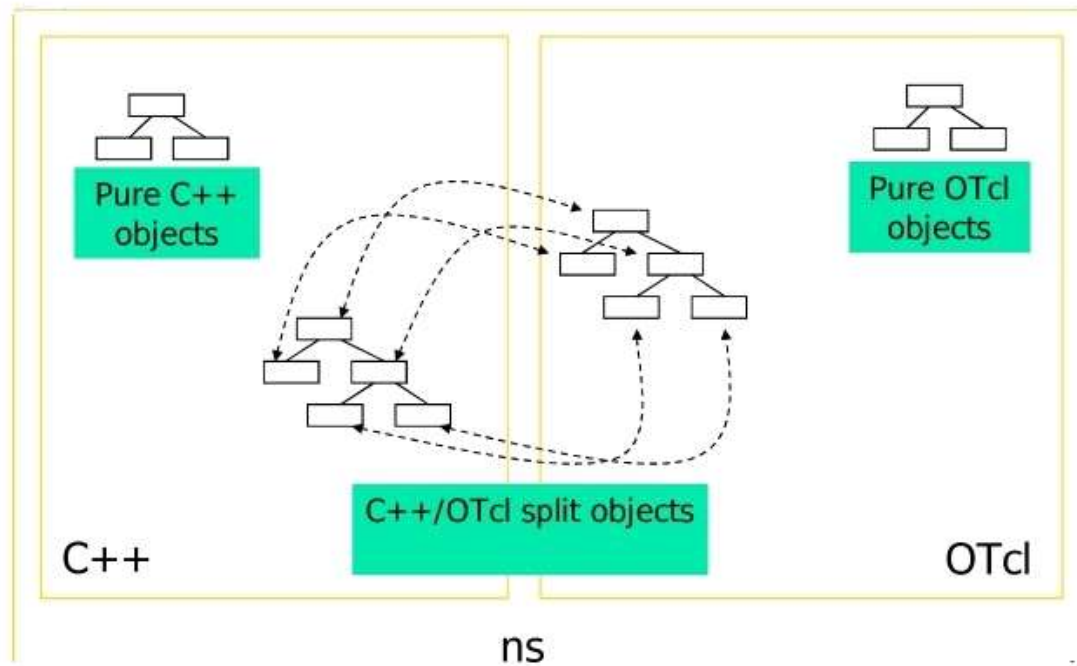 Pure C++
objects
Pure OTcl
objects
C++/OTcl split objects
C++
OTcl
ns